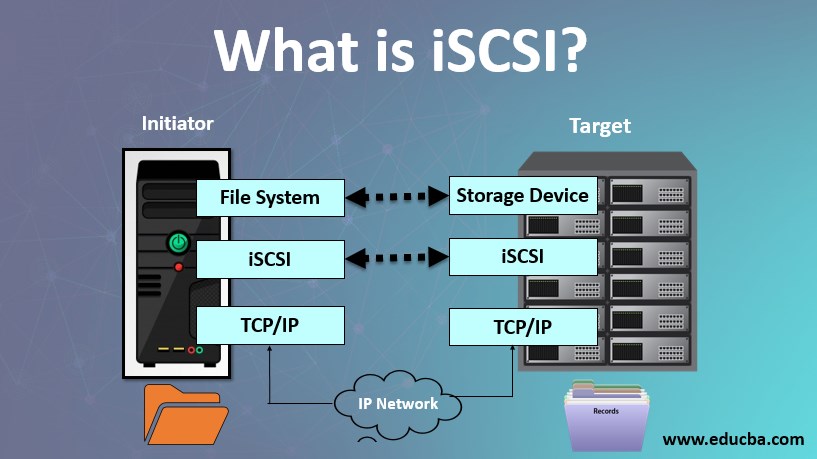 What is iSCSI?
Initiator
Target
File System
Storage Device
iSCSI
iSCSI
TCP/IP
TCP/IP
IP Network
Records
www.educba.com